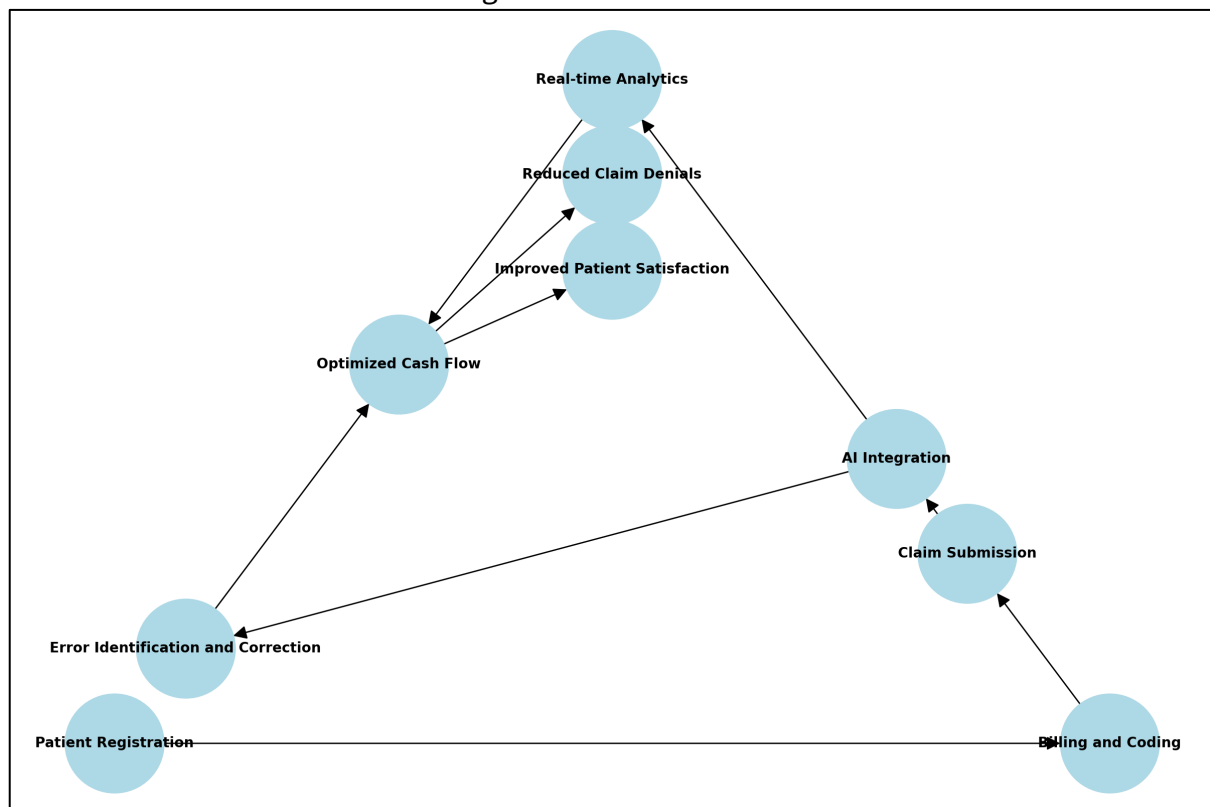 Real-time Analytics
Reduced Claim Denials
Improved Patient Satisfaction
Optimized Cash Flow
AI Integration
Claim Submission
Error Identification and Correction
Patient Registration
Billing and Coding